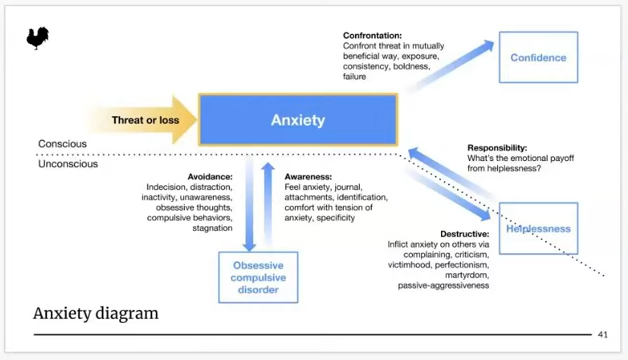 Confrontation:
Confront threat in mutually
beneficial way, exposure,
consistency, boldness,
failure
Confidence
Threat or loss
Anxiety
Conscious
Unconscious
Responsibility:
What's the emotional payoff
from helplessness?
Avoidance:
Indecision, distraction,
inactivity, unawareness,
obsessive thoughts,
compulsive behaviors,
stagnation
Awareness:
Feel anxiety, journal,
attachments, identification,
comfort with tension of
anxiety, specificity
Helplessness
Destructive:
Inflict anxiety on others via
complaining, criticism,
victimhood, perfectionism,
martyrdom,
passive-aggressiveness
Obsessive
compulsive
disorder
Anxiety diagram
41